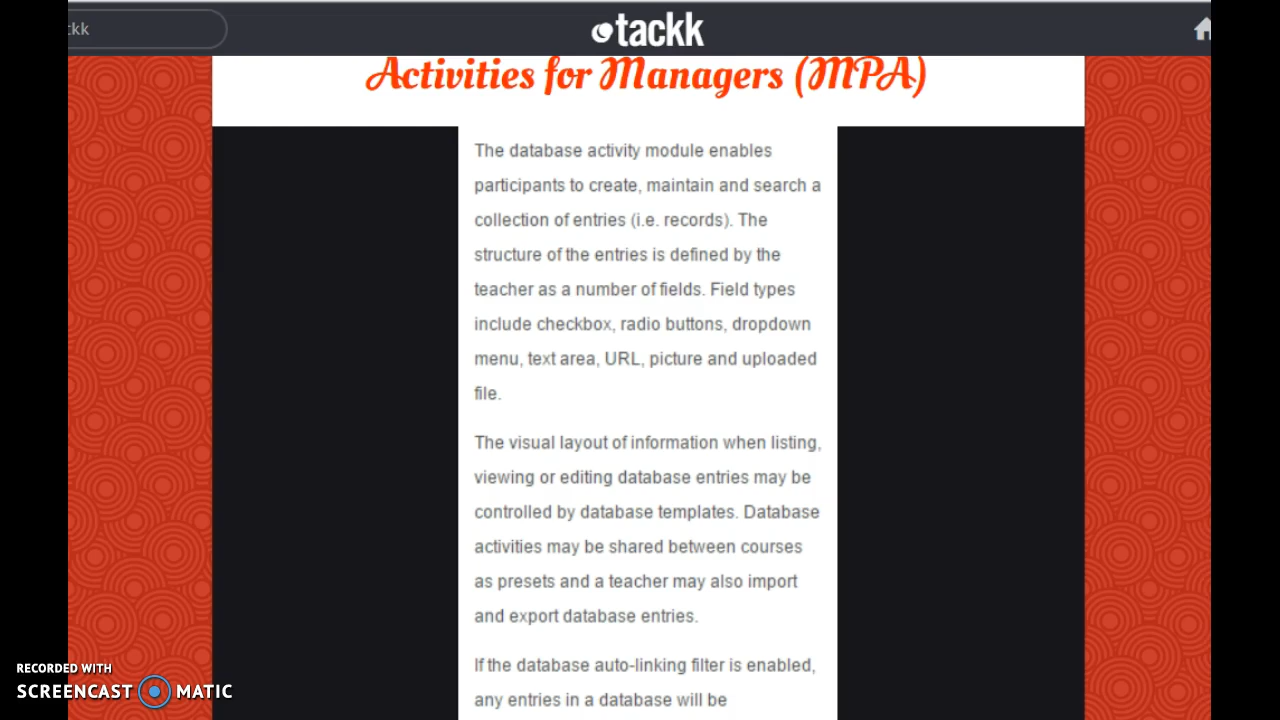 ckk
tackk
Activities for Managers (MPA)
The database activity module enables
participants to create, maintain and search a
collection of entries (i.e. records). The
structure of the entries is defined by the
teacher as a number of fields. Field types
include checkbox, radio buttons, dropdown
menu, text area, URL, picture and uploaded
file.
The visual layout of information when listing,
viewing or editing database entries may be
controlled by database templates. Database
activities may be shared between courses
as presets and a teacher may also import
and export database entries.
If the database auto-linking filter is enabled,
any entries in a database will be
RECORDED WITH
SCREENCAST MATIC